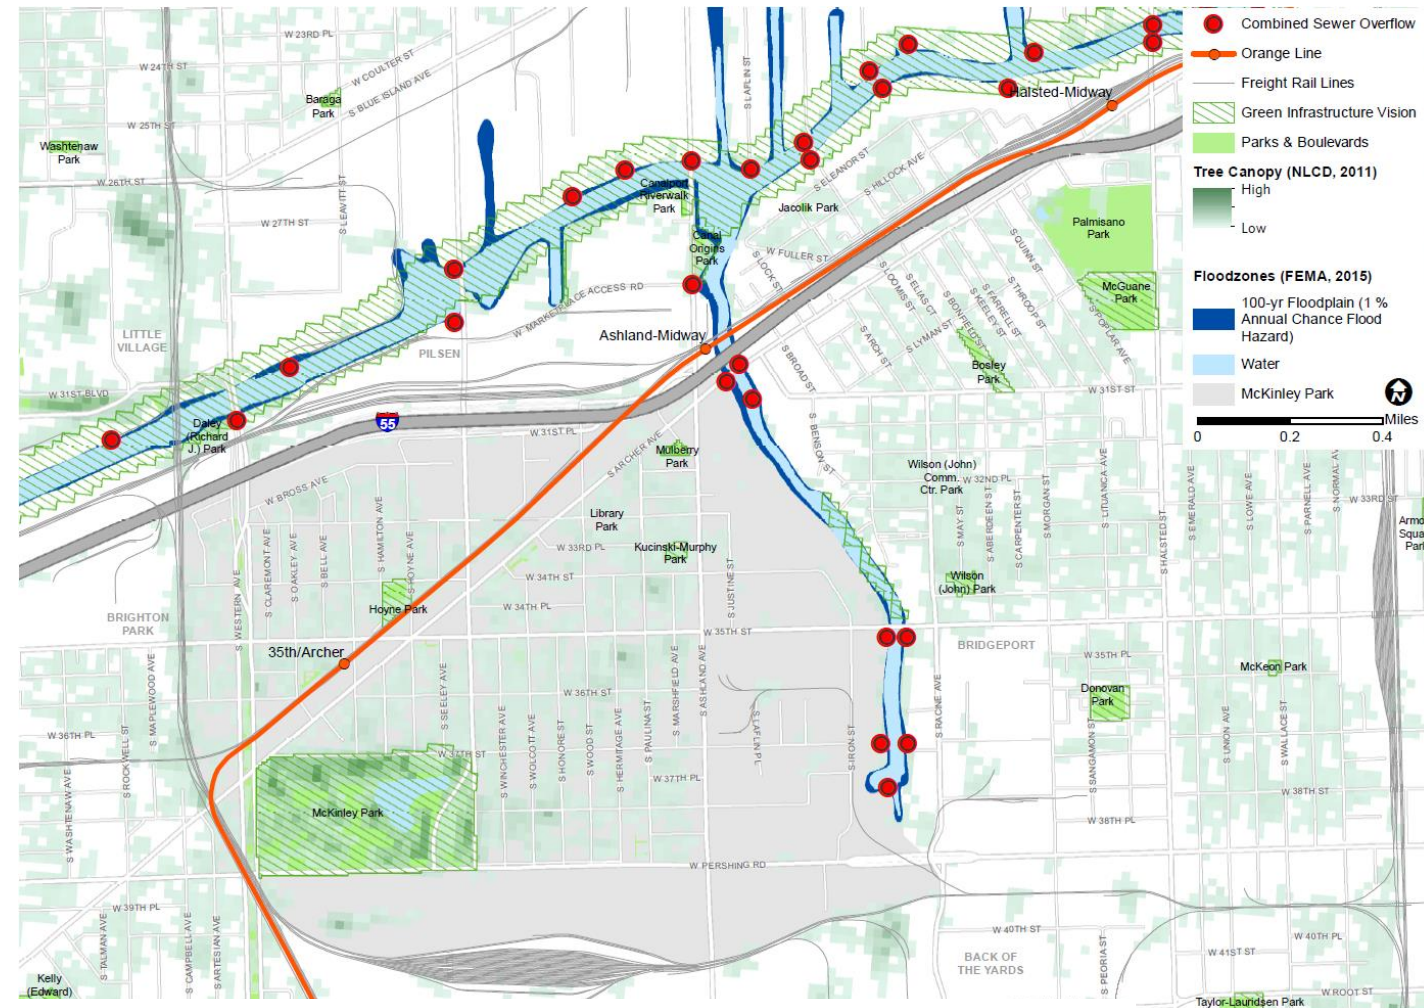 Combined Sewer Overflow
Orange Line
Freight Rail Lines
Green Infrastructure Vision
Parks & Boulevards
Tree Canopy (NLCD, 2011)
High
Low
Floodzones (FEMA, 2015)
100-yr Floodplain (1 %
Annual Chance Flood
Hazard)
Water
McKinley Park
N
Miles
0
0.2
0.4
W 23RD PL
W 24TH ST
W COULTER ST
S BLUE ISLAND AVE
Baraga
Park
W 25TH ST
Washtenaw
Park
W 26TH ST
S LEAVITT ST
W 27TH ST
S LAFLIN ST
Halsted-Midway
S ELEANOR ST
S HILLOCK AVE
Canalport
Riverwalk
Park
Jacolik Park
Canal
Origins
Park
W FULLER ST
S LOCK ST
Palmisano
Park
McGuane
Park
S QUINN ST
S THROOP ST
S FARRELL ST
S KEELEY ST
S BONFIELD ST
S ELIAS CT
S LOOMIS ST
S LYMAN ST
S ARCH ST
S POPLAR AVE
Bosley
Park
W 31ST ST
W MARKETPLACE ACCESS RD
Ashland-Midway
LITTLE
VILLAGE
PILSEN
W 31ST BLVD
Daley
(Richard
J.) Park
55
S BROAD ST
S BENSON ST
W 31ST PL
S ARCHER AVE
Mulberry
Park
W BROSS AVE
Library
Park
W 33RD PL
Kucinski-Murphy
Park
Wilson (John)
Comm.
Ctr. Park
W 32ND PL
W 33RD ST
S MAY ST
S ABERDEEN ST
S CARPENTER ST
S MORGAN ST
S LITUANICA AVE
S HALSTED ST
S EMERALD AVE
S LOWE AVE
S PARNELL AVE
S NORMAL AV
Armo
Squa
Park
S WESTERN AVE
S CLAREMONT AVE
S OAKLEY AVE
S BELL AVE
S HAMILTON AVE
S HOYNE AVE
W 34TH ST
W 34TH PL
S JUSTINE ST
Wilson
(John) Park
Hoyne Park
BRIGHTON
PARK
W 35TH ST
BRIDGEPORT
35th/Archer
W 35TH PL
McKeon Park
Donovan
Park
S MAPLEWOOD AVE
S ROCKWELL ST
S WASHTENAW AVE
W 36TH PL
S SEELEY AVE
W 36TH ST
S WINCHESTER AVE
S WOLCOTT AVE
S HONORE ST
S WOOD ST
S HERMITAGE AVE
S PAULINA ST
S MARSHFIELD AVE
S ASHLAND AVE
S LAFLIN PL
S IRON ST
S RACINE AVE
S SANGAMON ST
S UNION AVE
S WALLACE ST
W 37TH ST
W 37TH PL
McKinley Park
W 38TH ST
W 38TH PL
W PERSHING RD
W 39TH PL
S TALMAN AVE
S CAMPBELL AVE
S ARTESIAN AVE
W 40TH ST
W 40TH PL
W 41ST ST
S PEORIA ST
BACK OF
THE YARDS
Kelly
(Edward)
Taylor-Lauridsen Park
W ROOT ST